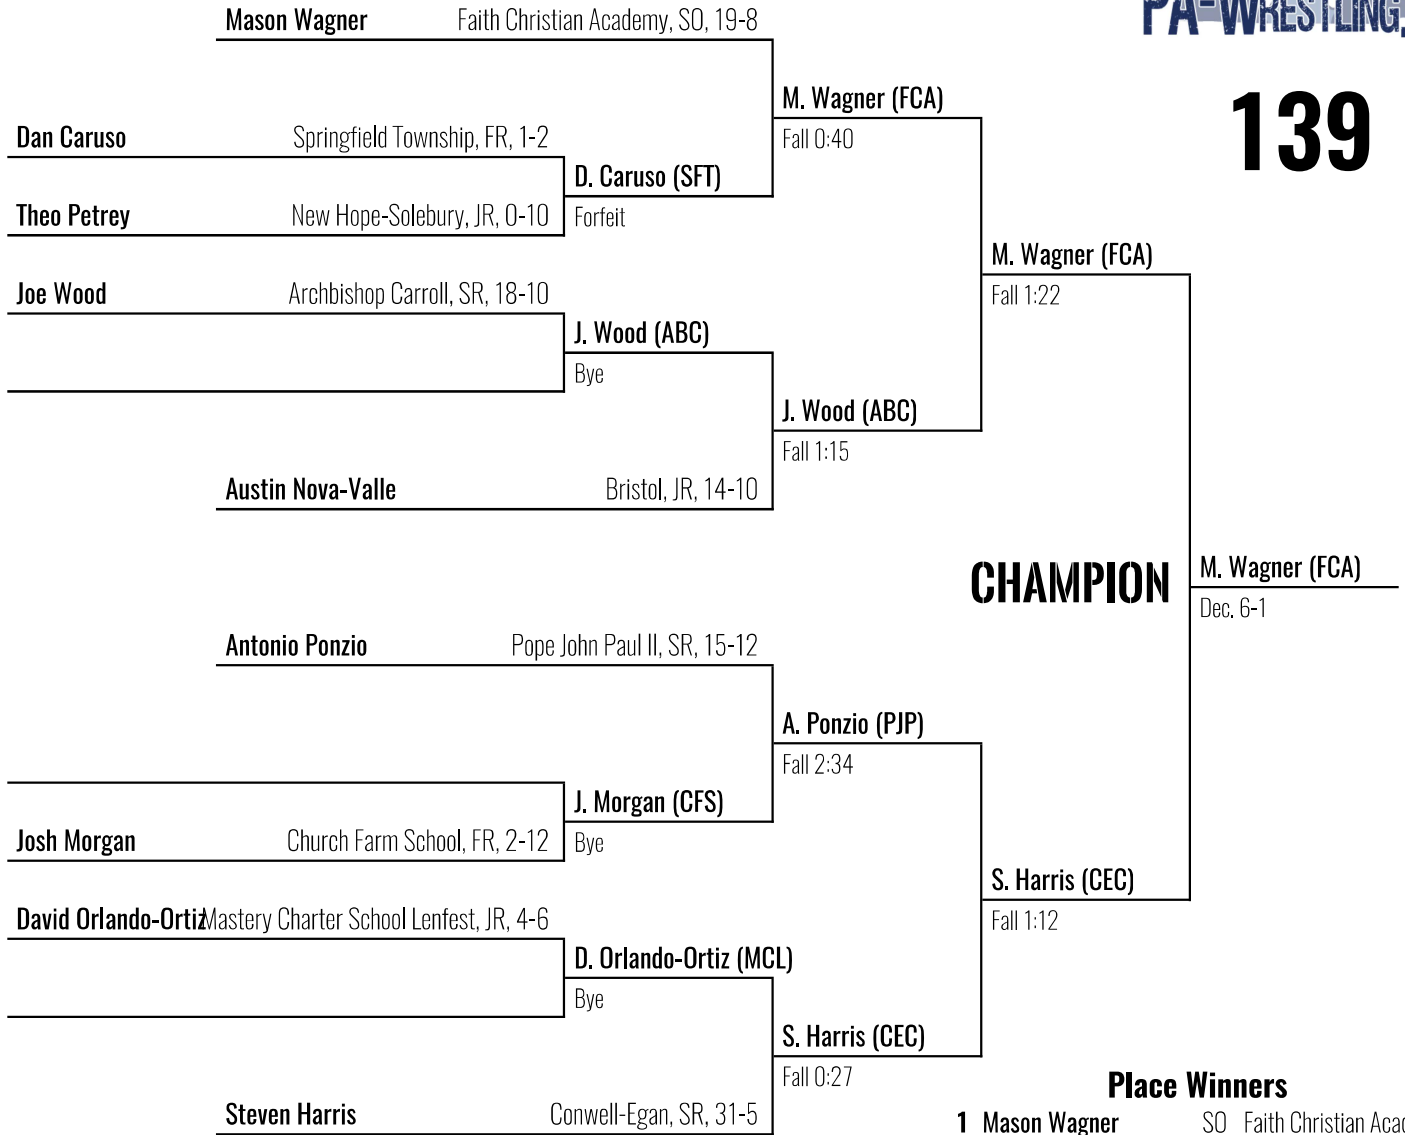 PA-WRESTLING.
139
Mason Wagner Faith Christian Academy, SO, 19-8
M. Wagner (FCA)
Fall 0:40
Dan Caruso Springfield Township, FR, 1-2
D. Caruso (SFT)
Forfeit
Theo Petrey New Hope-Solebury, JR, 0-10
M. Wagner (FCA)
Fall 1:22
Joe Wood Archbishop Carroll, SR, 18-10
J. Wood (ABC)
Bye
J. Wood (ABC)
Fall 1:15
Austin Nova-Valle Bristol, JR, 14-10
CHAMPION
M. Wagner (FCA)
Dec. 6-1
Antonio Ponzio Pope John Paul II, SR, 15-12
A. Ponzio (PJP)
Fall 2:34
J. Morgan (CFS)
Bye
Josh Morgan Church Farm School, FR, 2-12
S. Harris (CEC)
Fall 1:12
David Orlando-Ortiz Mastery Charter School Lenfest, JR, 4-6
D. Orlando-Ortiz (MCL)
Bye
S. Harris (CEC)
Fall 0:27
Steven Harris Conwell-Egan, SR, 31-5
Place Winners
1 Mason Wagner SO Faith Christian Acad